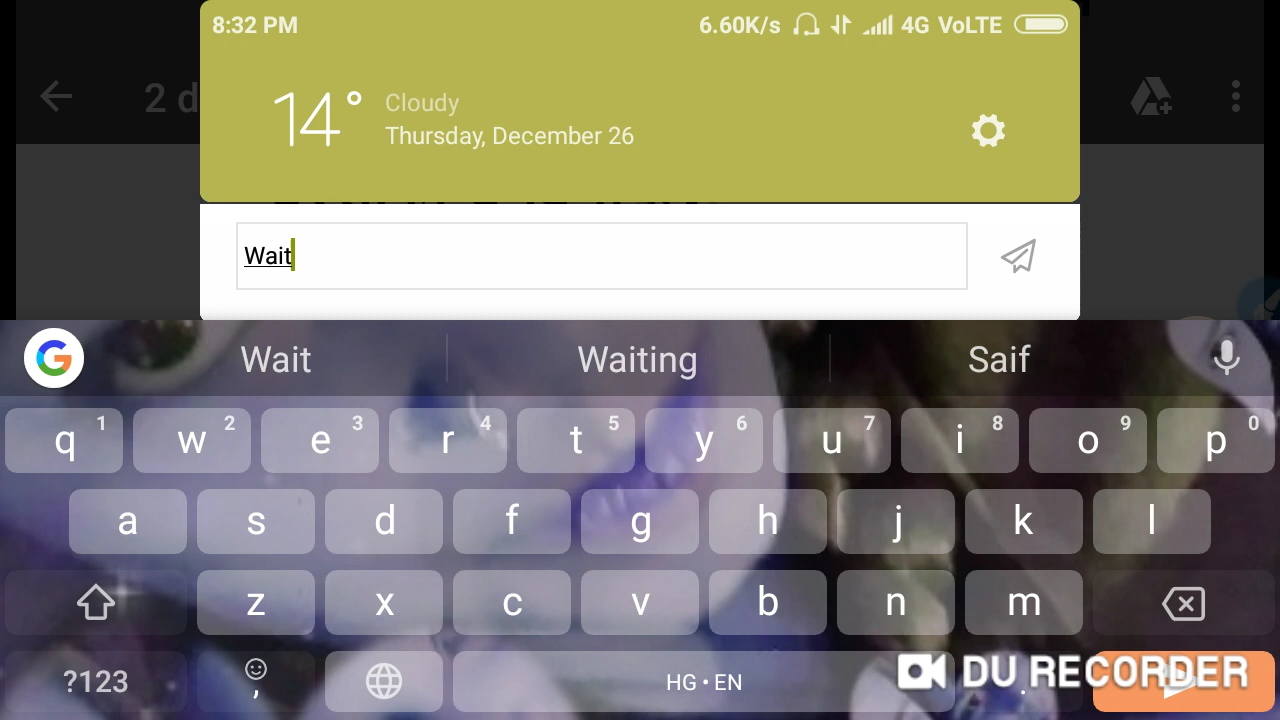 8:32 PM 6.60K/s 4G VoLTE
2 d
14° Cloudy
Thursday, December 26
Wait
Wait Waiting Saif
q 1 w 2 e 3 r 4 t 5 y 6 u 7 i 8 o 9 p 0
a s d f g h j k l
z x c v b n m
?123 , HG • EN .
DU RECORDER